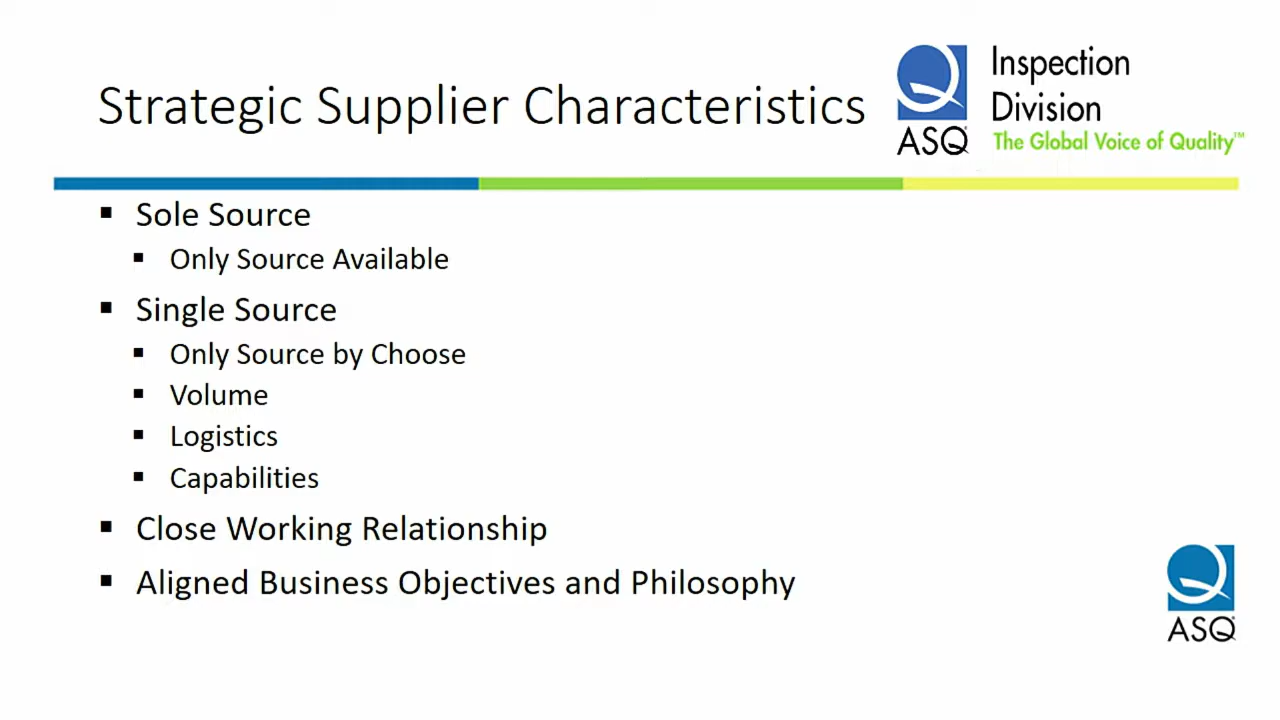 Strategic Supplier Characteristics
ASQ
Inspection
Division
The Global Voice of Quality™
Sole Source
Only Source Available
Single Source
Only Source by Choose
Volume
Logistics
Capabilities
Close Working Relationship
Aligned Business Objectives and Philosophy
ASQ